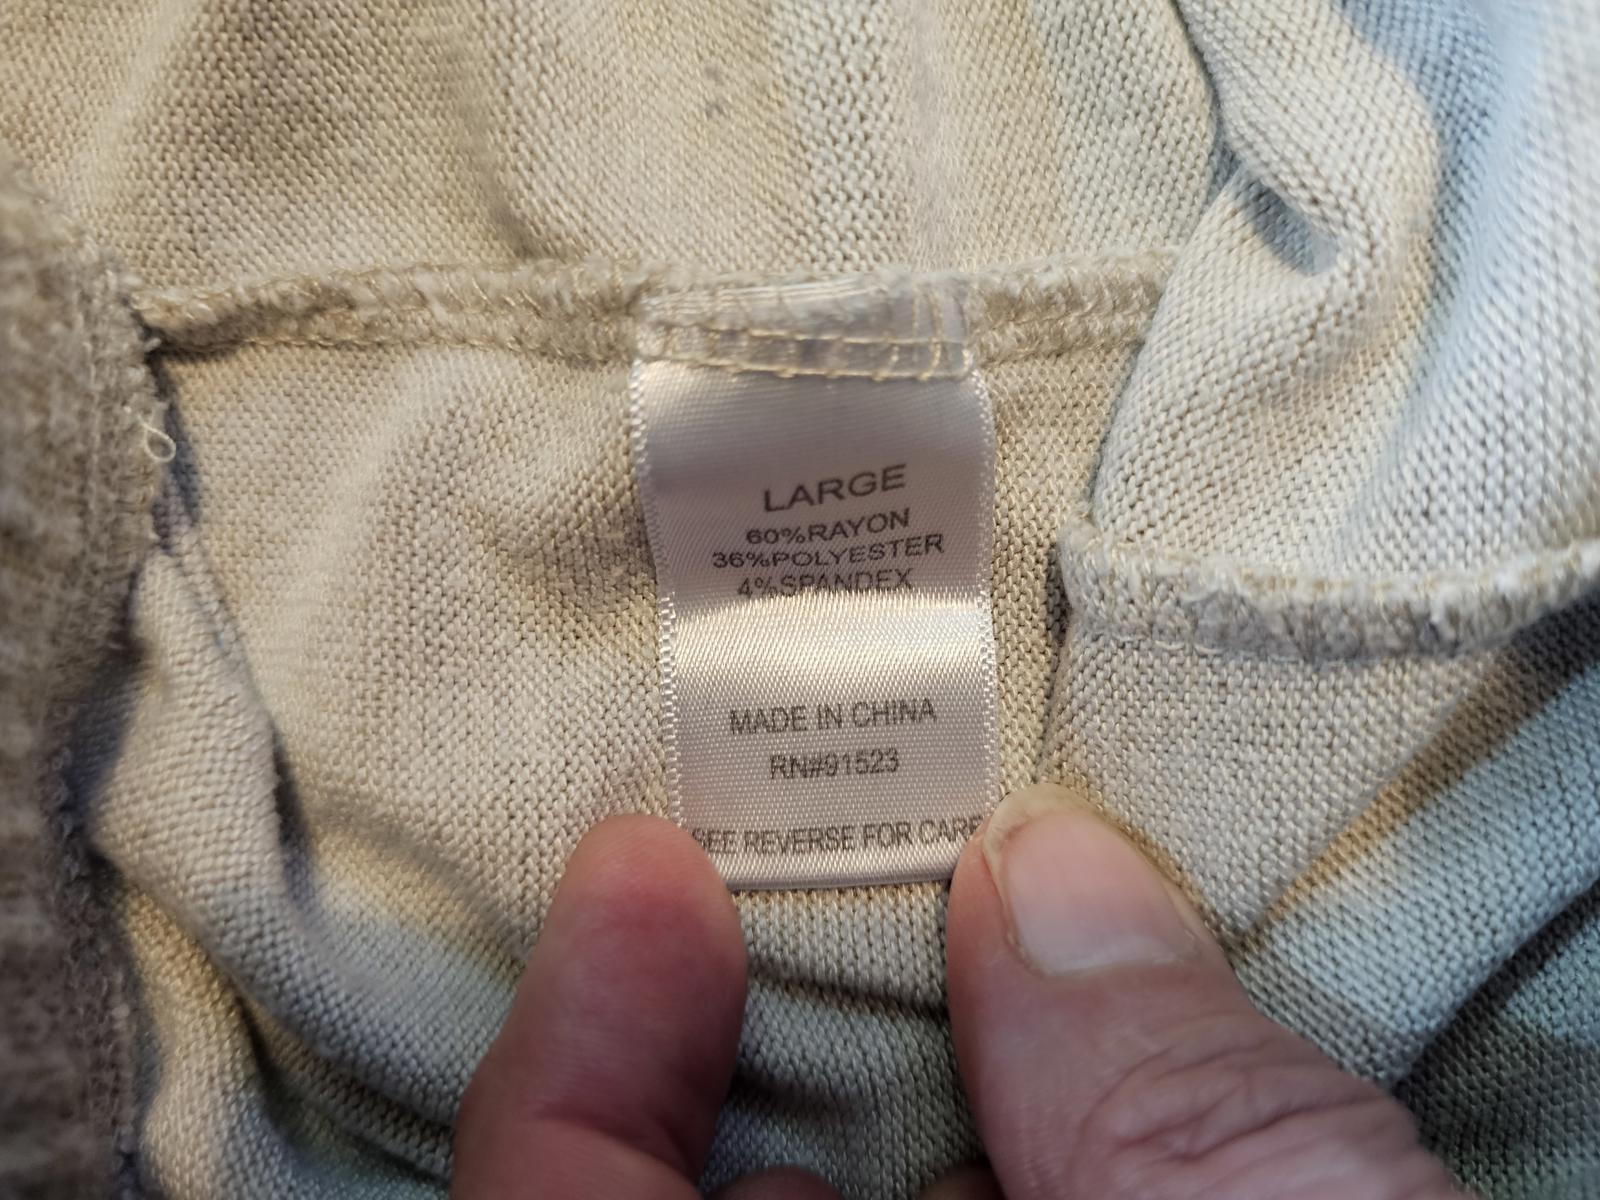 LARGE
60%RAYON
36%POLYESTER
4%SPANDEX
MADE IN CHINA
RN#91523
SEE REVERSE FOR CARE